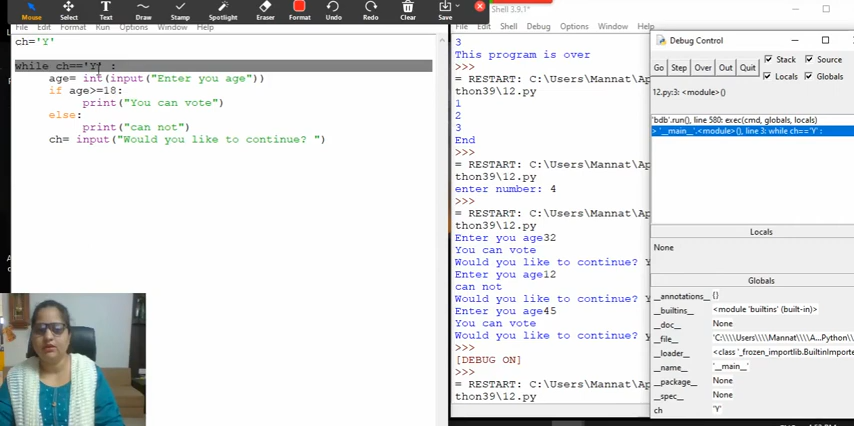 Mouse Select Text Draw Stamp Spotlight Eraser Format Undo Redo Clear Save
File Edit Format Run Options Window Help
ch='Y'
while ch=='Y' :
age= int(input("Enter you age"))
if age>=18:
print("You can vote")
else:
print("can not")
ch= input("Would you like to continue? ")
Shell 3.9.1*
File Edit Shell Debug Options Window Help
3
This program is over
>>>
= RESTART: C:\Users\Mannat\Ap
thon39\12.py
1
2
3
End
>>>
= RESTART: C:\Users\Mannat\Ap
thon39\12.py
enter number: 4
>>>
= RESTART: C:\Users\Mannat\Ap
thon39\12.py
Enter you age32
You can vote
Would you like to continue? Y
Enter you age12
can not
Would you like to continue? Y
Enter you age45
You can vote
Would you like to continue?
>>>
[DEBUG ON]
>>>
= RESTART: C:\Users\Mannat\Ap
thon39\12.py
Debug Control
Go Step Over Out Quit
Stack Source
Locals Globals
12.py:3: <module>()
'bdb'.run(), line 580: exec(cmd, globals, locals)
> '__main__'.<module>(), line 3: while ch=='Y' :
Locals
None
Globals
__annotations__ {}
__builtins__ <module 'builtins' (built-in)>
__doc__ None
__file__ 'C:\\\\Users\\\\Mannat\\\\A...Python\\
__loader__ <class '_frozen_importlib.BuiltinImporte
__name__ '__main__'
__package__ None
__spec__ None
ch 'Y'